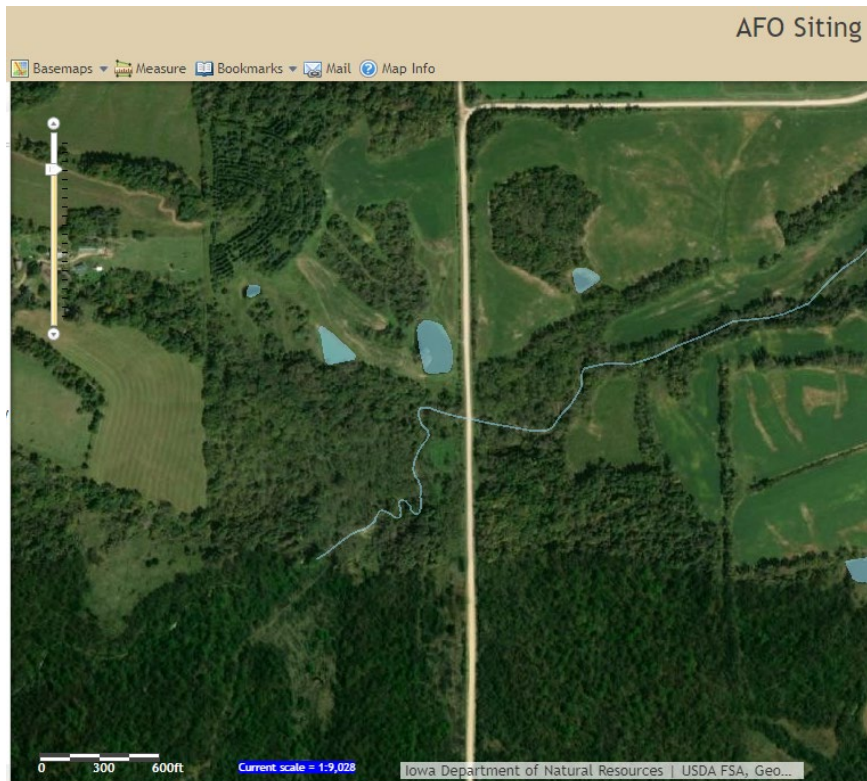 AFO Siting
Basemaps Measure Bookmarks Mail Map Info
0 300 600ft
Current scale = 1:9,028
Iowa Department of Natural Resources | USDA FSA, Geo...